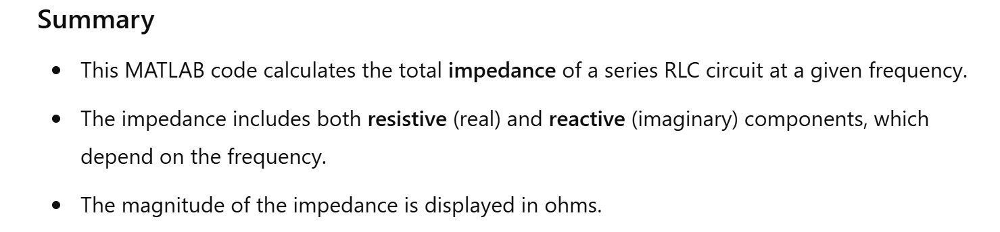 Summary
• This MATLAB code calculates the total impedance of a series RLC circuit at a given frequency.
• The impedance includes both resistive (real) and reactive (imaginary) components, which
depend on the frequency.
• The magnitude of the impedance is displayed in ohms.